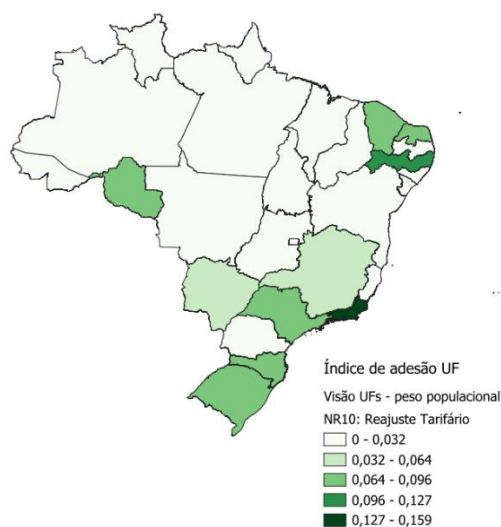 Índice de adesão UF
Visão UFs - peso populacional
NR10: Reajuste Tarifário
0 - 0,032
0,032 - 0,064
0,064 - 0,096
0,096 - 0,127
0,127 - 0,159